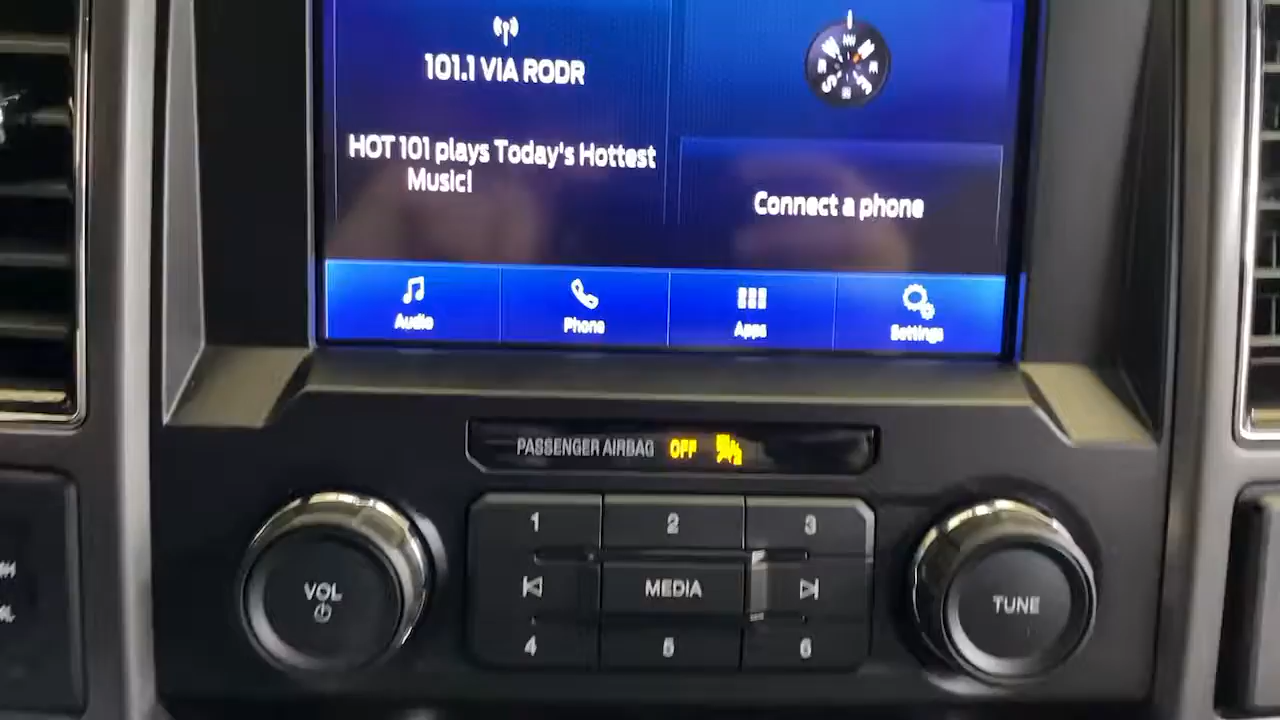 101.1 VIA RODR
HOT 101 plays Today's Hottest
Music!
Connect a phone
Audio
Phone
Apps
Settings
PASSENGER AIRBAG OFF
1
2
3
VOL
MEDIA
TUNE
4
5
6